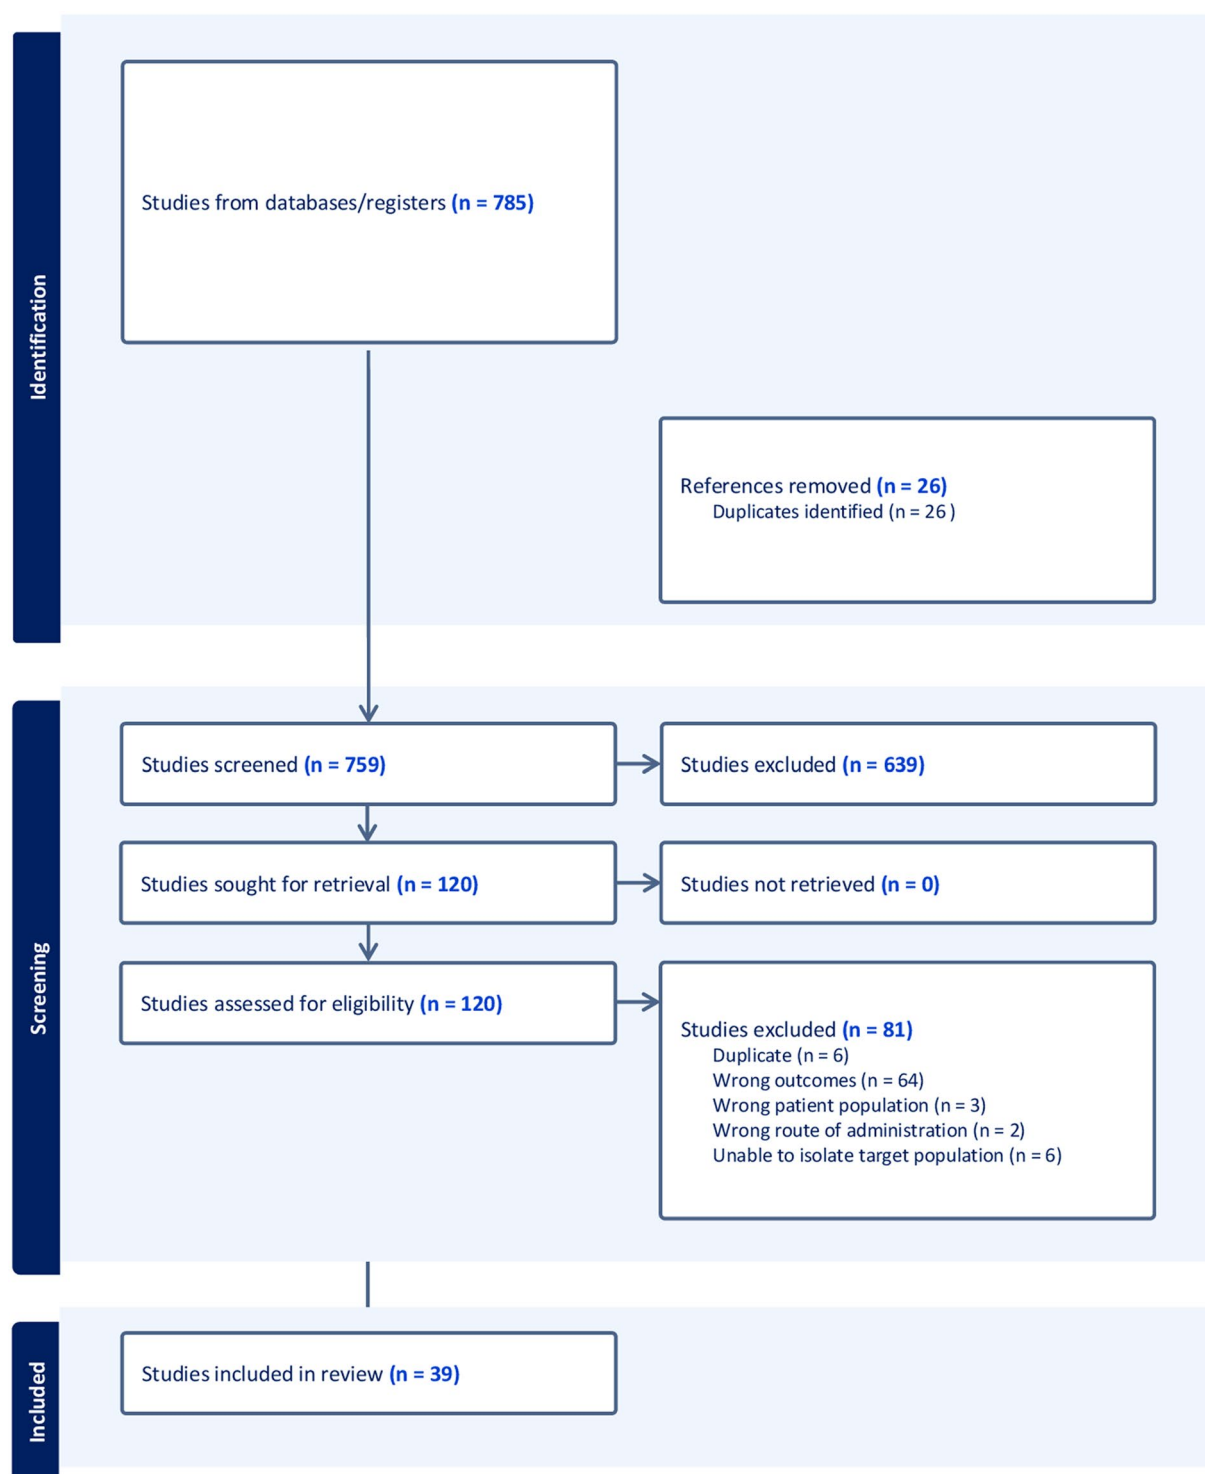 Identification
Studies from databases/registers (n = 785)
References removed (n = 26)
Duplicates identified (n = 26 )
Screening
Studies screened (n = 759)
Studies excluded (n = 639)
Studies sought for retrieval (n = 120)
Studies not retrieved (n = 0)
Studies assessed for eligibility (n = 120)
Studies excluded (n = 81)
Duplicate (n = 6)
Wrong outcomes (n = 64)
Wrong patient population (n = 3)
Wrong route of administration (n = 2)
Unable to isolate target population (n = 6)
Included
Studies included in review (n = 39)